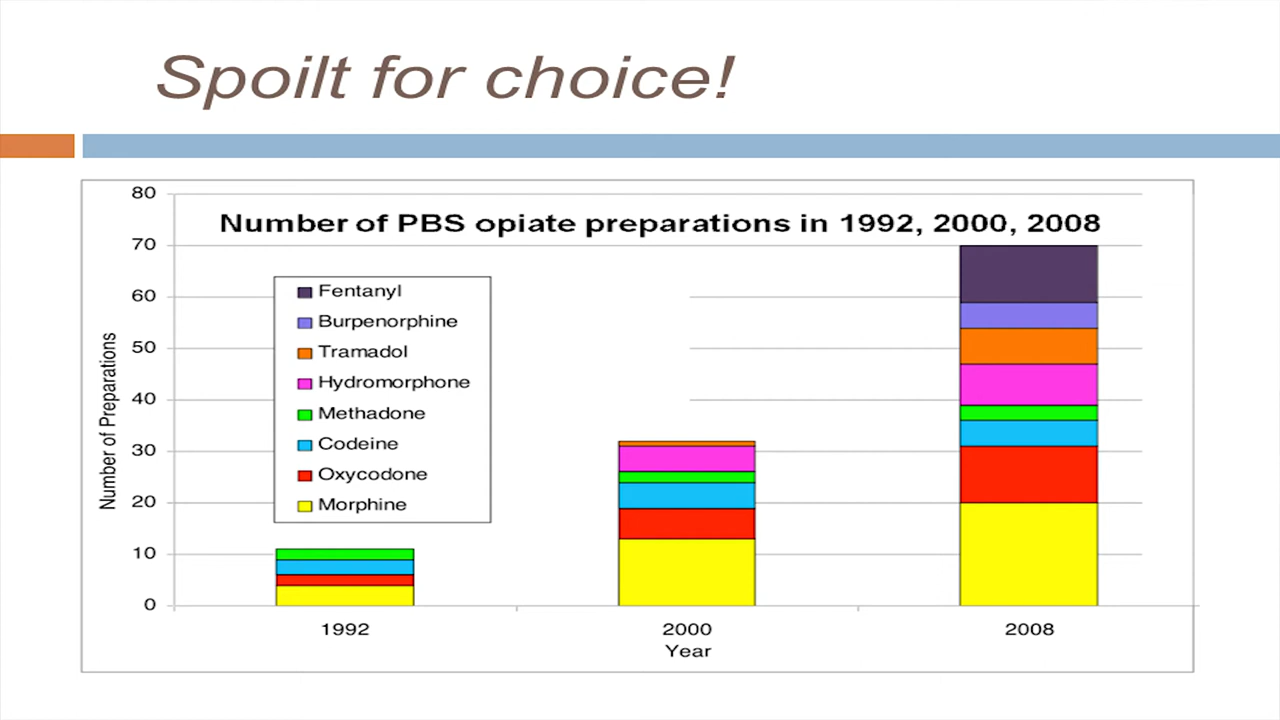 Spoilt for choice!
Number of PBS opiate preparations in 1992, 2000, 2008
80
70
60
50
40
30
20
10
0
Number of Preparations
Fentanyl
Burpenorphine
Tramadol
Hydromorphone
Methadone
Codeine
Oxycodone
Morphine
1992
2000
2008
Year